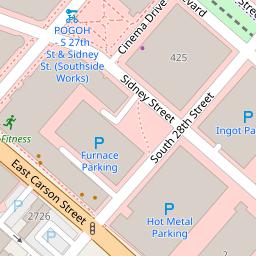 Cinema Drive
levard
POGOH
- S 27th
St & Sidney
St. (Southside
Works)
425
Sidney Street
South 28th Street
Ingot Pa
Fitness
Furnace
Parking
East Carson Street
2726
Hot Metal
Parking